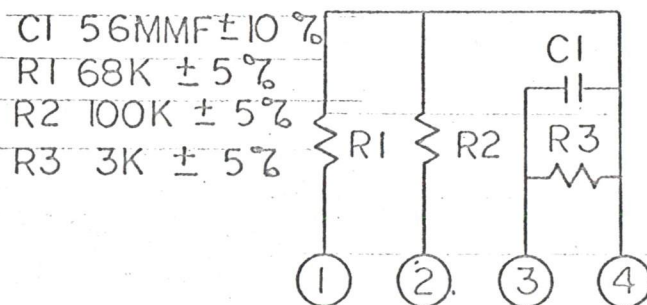 C1 56MMF ± 10 %
R1 68K ± 5 %
R2 100K ± 5 %
R3 3K ± 5 %
R1
R2
C1
R3
1
2.
3
4